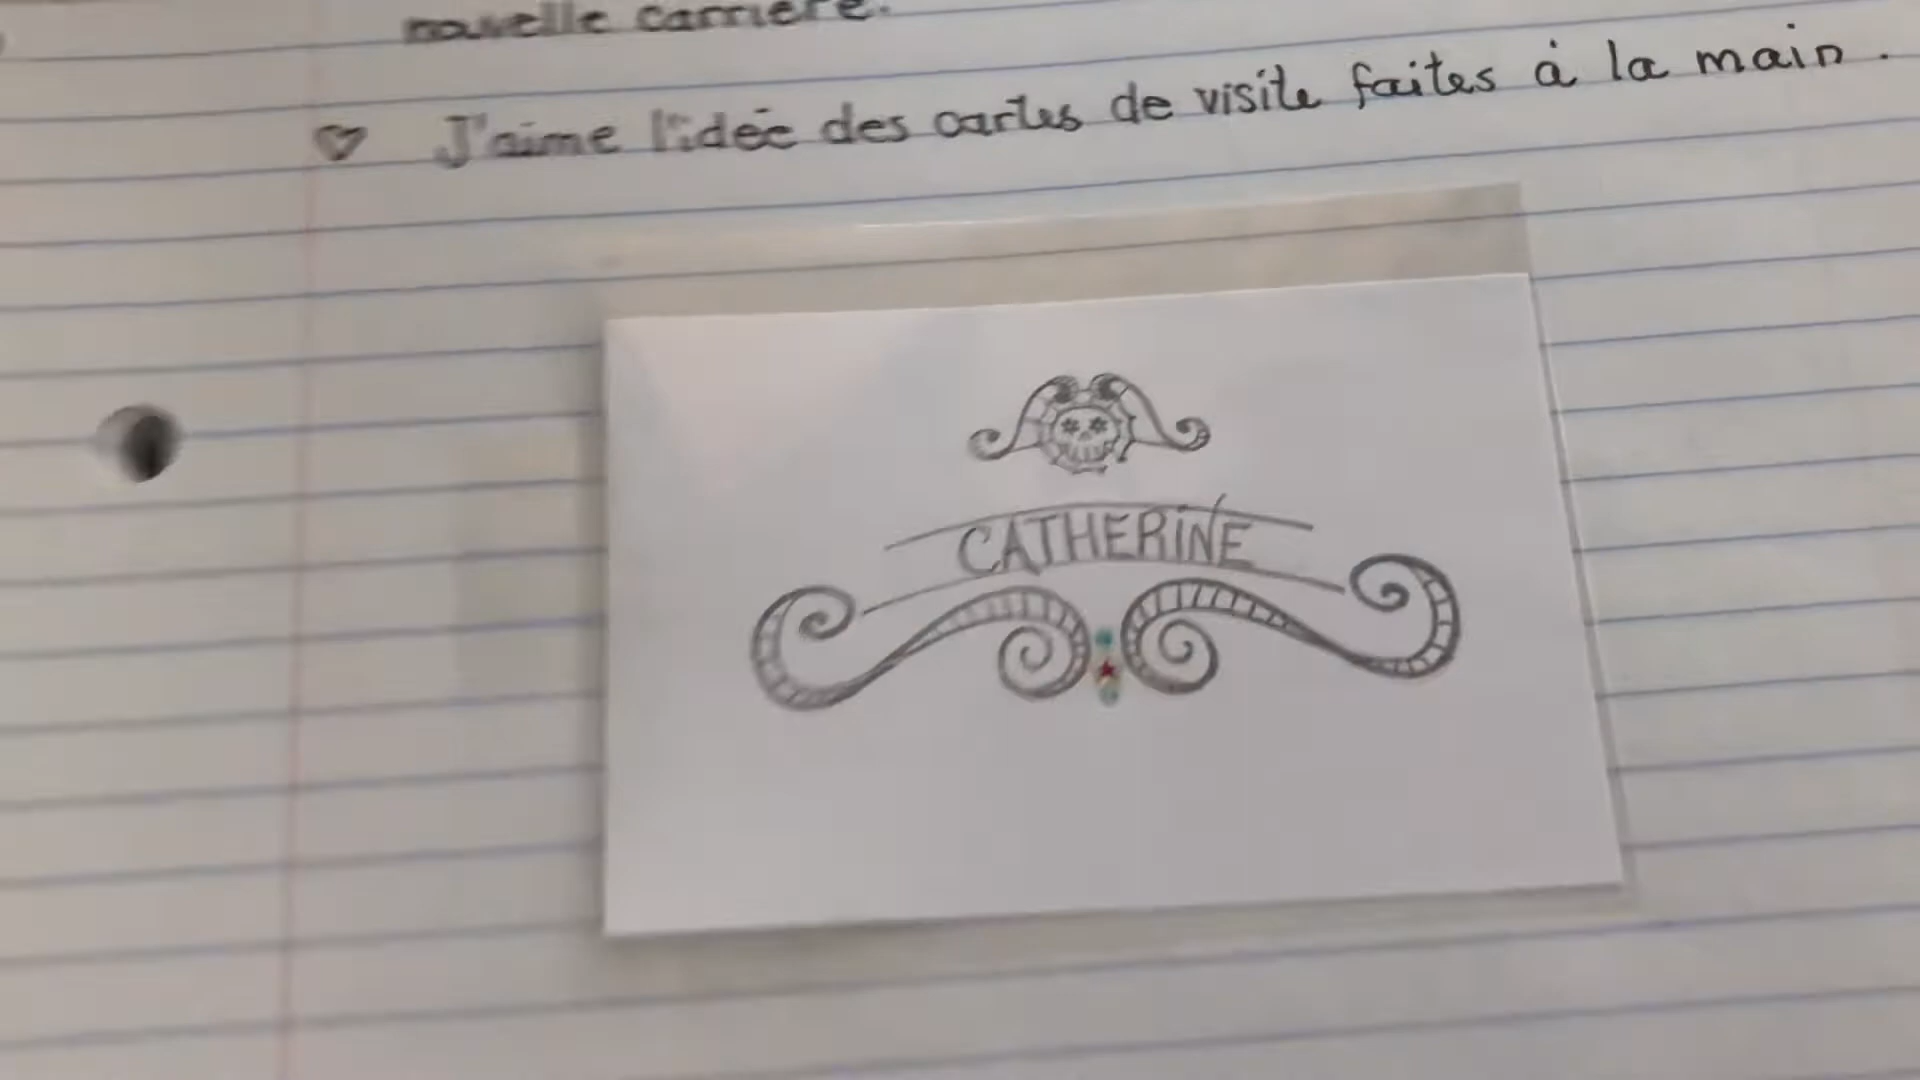 nouvelle carrière.
♡ J'aime l'idée des cartes de visite faites à la main.
CATHERiNE